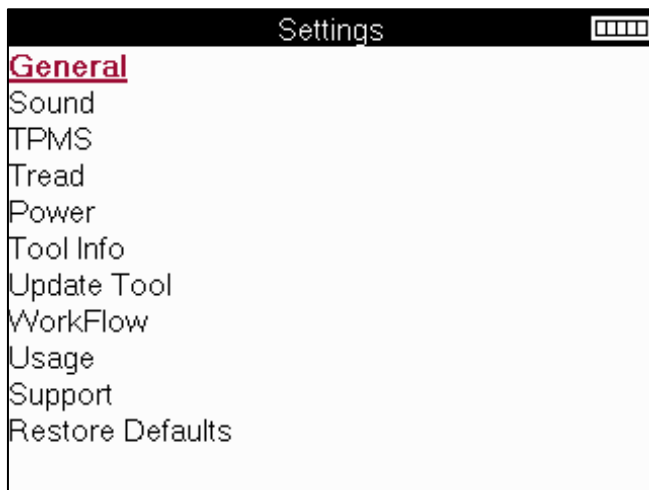 Settings
General
Sound
TPMS
Tread
Power
Tool Info
Update Tool
WorkFlow
Usage
Support
Restore Defaults